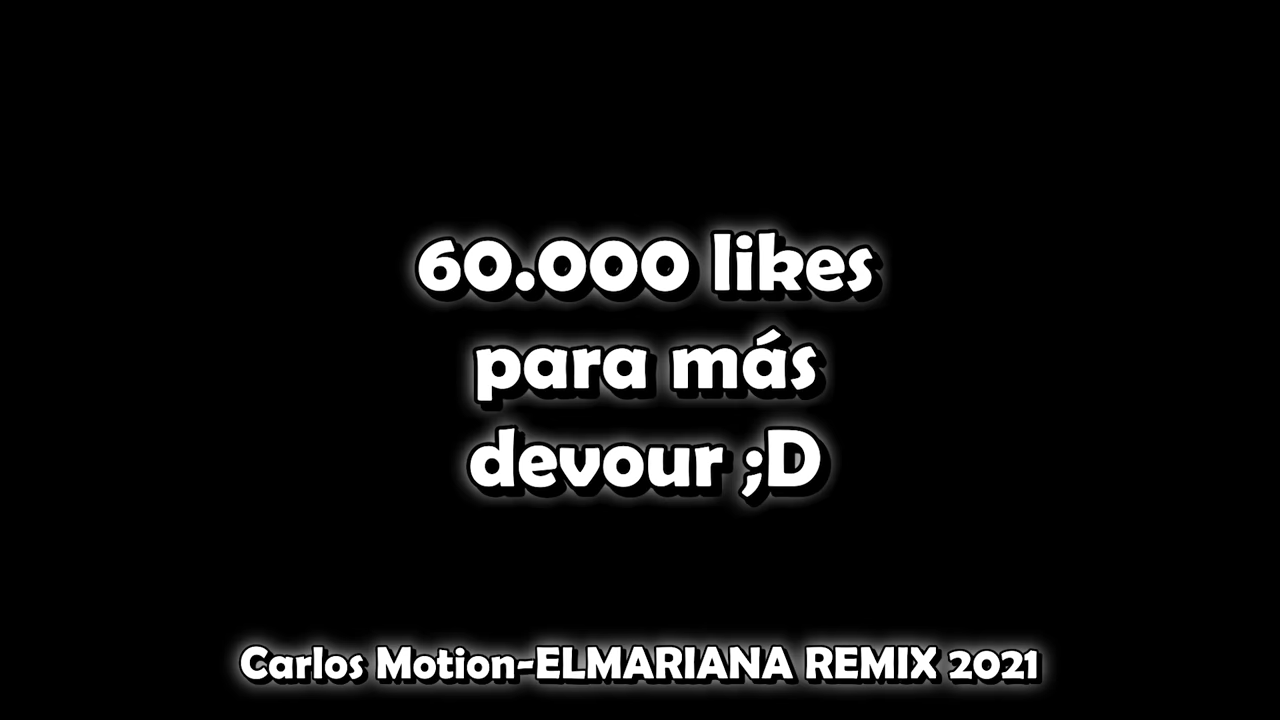 60.000 likes
para más
devour ;D
Carlos Motion-ELMARIANA REMIX 2021